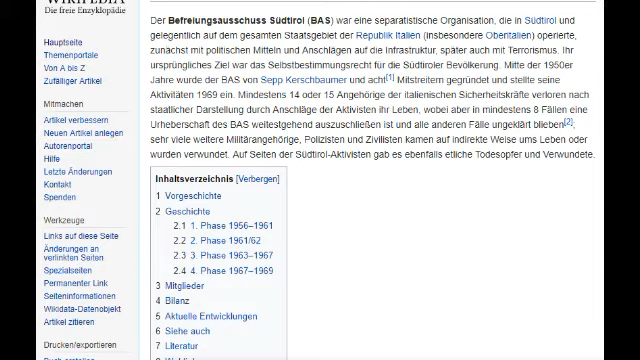 WIKIPEDIA
Die freie Enzyklopädie
Hauptseite
Themenportale
Von A bis Z
Zufälliger Artikel
Mitmachen
Artikel verbessern
Neuen Artikel anlegen
Autorenportal
Hilfe
Letzte Änderungen
Kontakt
Spenden
Werkzeuge
Links auf diese Seite
Änderungen an
verlinkten Seiten
Spezialseiten
Permanenter Link
Seiteninformationen
Wikidata-Datenobjekt
Artikel zitieren
Drucken/exportieren
Der Befreiungsausschuss Südtirol (BAS) war eine separatistische Organisation, die in Südtirol und
gelegentlich auf dem gesamten Staatsgebiet der Republik Italien (insbesondere Oberitalien) operierte,
zunächst mit politischen Mitteln und Anschlägen auf die Infrastruktur, später auch mit Terrorismus. Ihr
ursprüngliches Ziel war das Selbstbestimmungsrecht für die Südtiroler Bevölkerung. Mitte der 1950er
Jahre wurde der BAS von Sepp Kerschbaumer und acht[1] Mitstreitern gegründet und stellte seine
Aktivitäten 1969 ein. Mindestens 14 oder 15 Angehörige der italienischen Sicherheitskräfte verloren nach
staatlicher Darstellung durch Anschläge der Aktivisten ihr Leben, wobei aber in mindestens 8 Fällen eine
Urheberschaft des BAS weitestgehend auszuschließen ist und alle anderen Fälle ungeklärt blieben[2],
sehr viele weitere Militärangehörige, Polizisten und Zivilisten kamen auf indirekte Weise ums Leben oder
wurden verwundet. Auf Seiten der Südtirol-Aktivisten gab es ebenfalls etliche Todesopfer und Verwundete.
Inhaltsverzeichnis [Verbergen]
1 Vorgeschichte
2 Geschichte
2.1 1. Phase 1956–1961
2.2 2. Phase 1961/62
2.3 3. Phase 1963–1967
2.4 4. Phase 1967–1969
3 Mitglieder
4 Bilanz
5 Aktuelle Entwicklungen
6 Siehe auch
7 Literatur